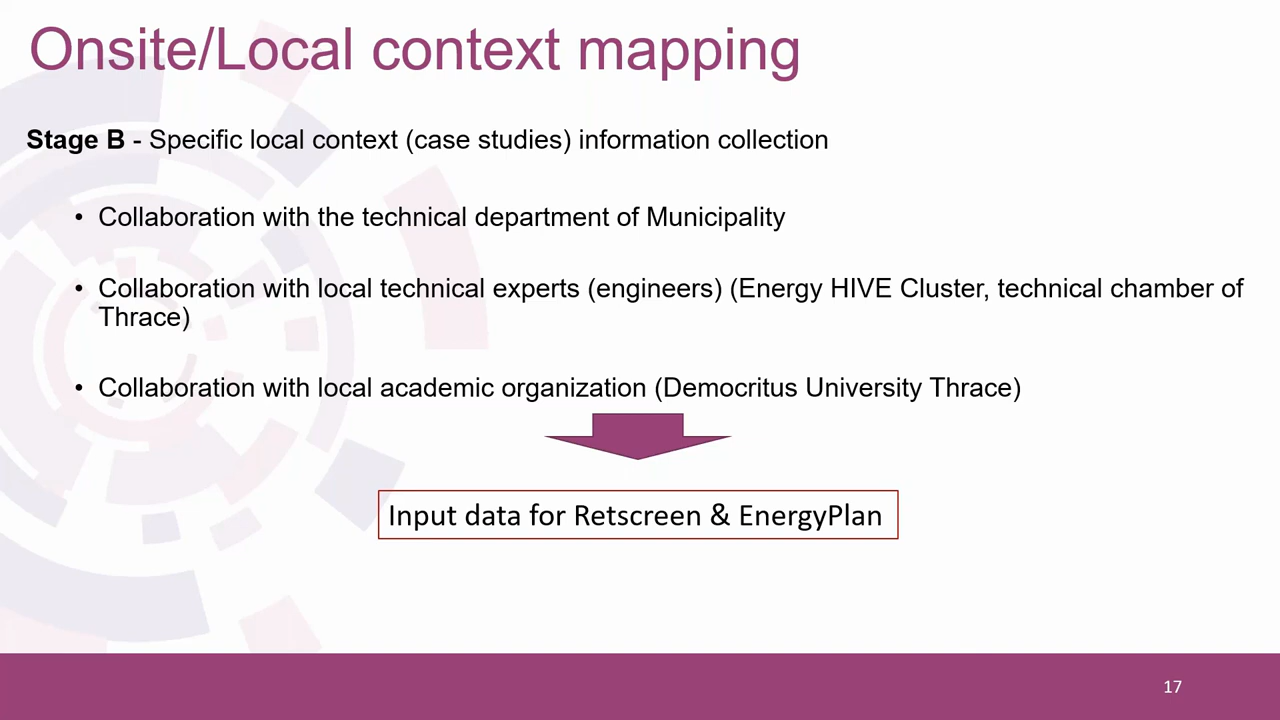 Onsite/Local context mapping
Stage B - Specific local context (case studies) information collection
• Collaboration with the technical department of Municipality
• Collaboration with local technical experts (engineers) (Energy HIVE Cluster, technical chamber of
Thrace)
• Collaboration with local academic organization (Democritus University Thrace)
Input data for Retscreen & EnergyPlan
17